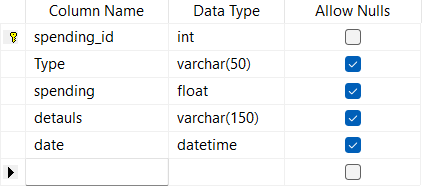 Column Name Data Type Allow Nulls
spending_id int
Type varchar(50)
spending float
detauls varchar(150)
date datetime